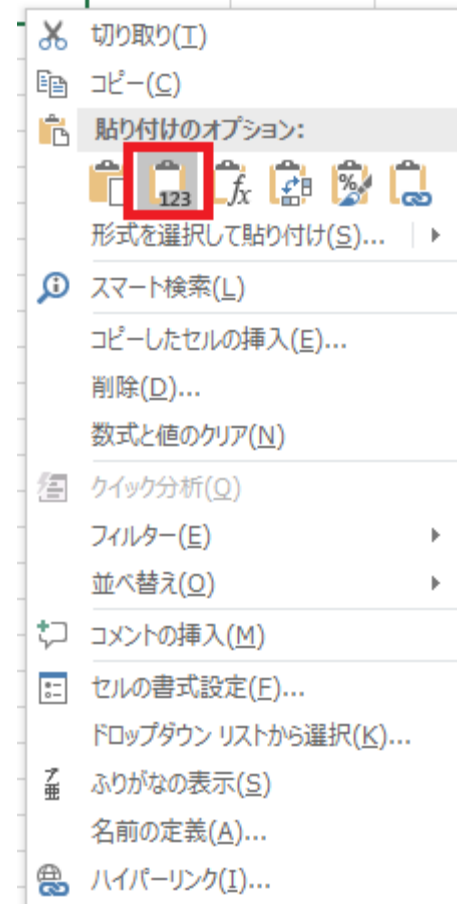 切り取り(T)
コピー(C)
貼り付けのオプション:
123 fx %
形式を選択して貼り付け(S)...
スマート検索(L)
コピーしたセルの挿入(E)...
削除(D)...
数式と値のクリア(N)
クイック分析(Q)
フィルター(E)
並べ替え(O)
コメントの挿入(M)
セルの書式設定(F)...
ドロップダウン リストから選択(K)...
ア亜 ふりがなの表示(S)
名前の定義(A)...
ハイパーリンク(I)...